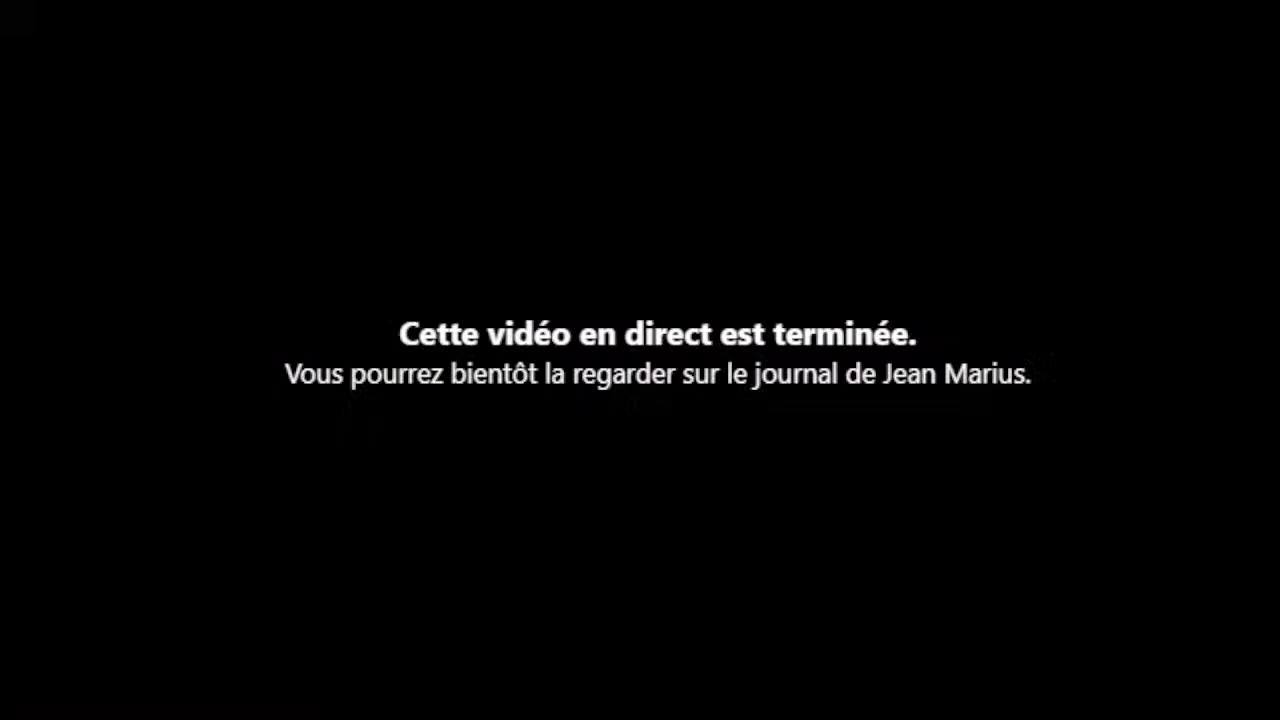 Cette vidéo en direct est terminée.
Vous pourrez bientôt la regarder sur le journal de Jean Marius.